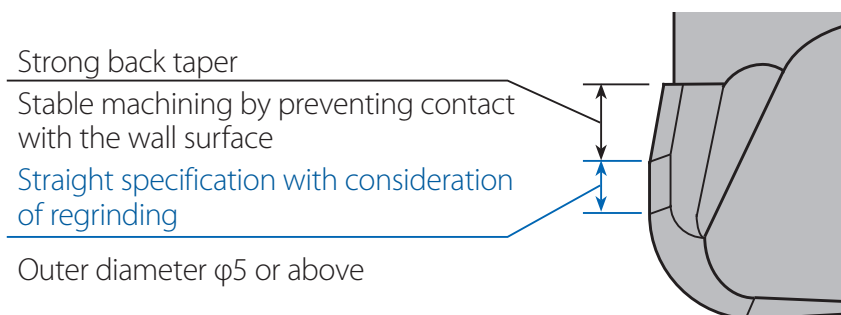 Strong back taper
Stable machining by preventing contact
with the wall surface
Straight specification with consideration
of regrinding
Outer diameter φ5 or above